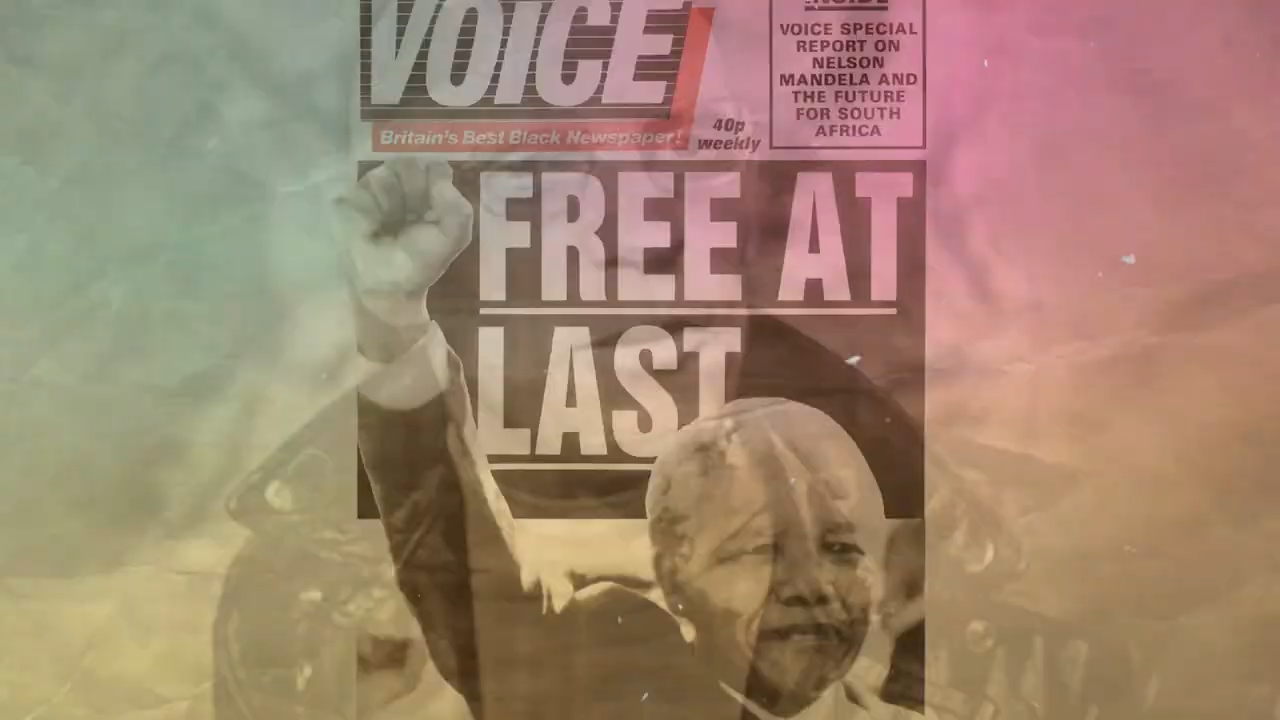 VOICE
Britain's Best Black Newspaper!
40p
weekly
INSIDE
VOICE SPECIAL
REPORT ON
NELSON
MANDELA AND
THE FUTURE
FOR SOUTH
AFRICA
FREE AT
LAST